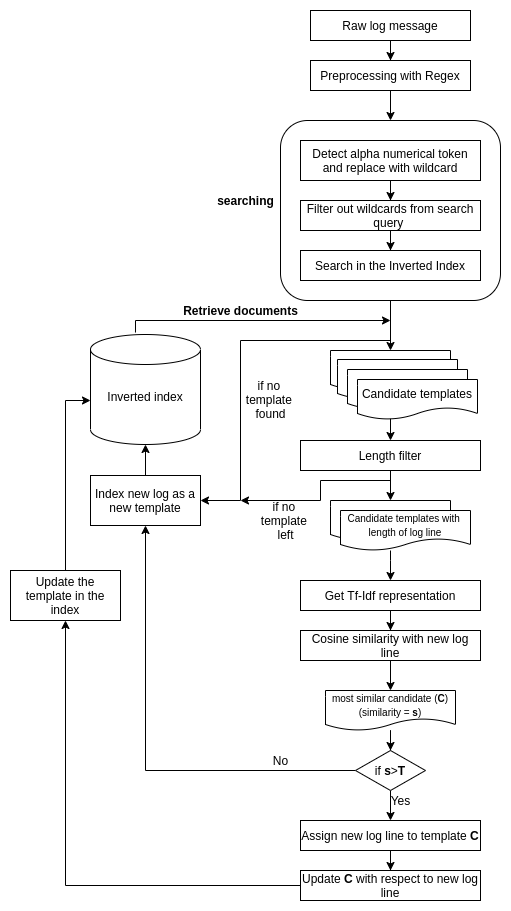 Raw log message
Preprocessing with Regex
Detect alpha numerical token
and replace with wildcard
searching
Filter out wildcards from search
query
Search in the Inverted Index
Retrieve documents
Inverted index
if no
template
found
Candidate templates
Length filter
Index new log as a
new template
if no
template
left
Candidate templates with
length of log line
Update the
template in the
index
Get Tf-Idf representation
Cosine similarity with new log
line
most similar candidate (C)
(similarity = s)
No
if s>T
Yes
Assign new log line to template C
Update C with respect to new log
line